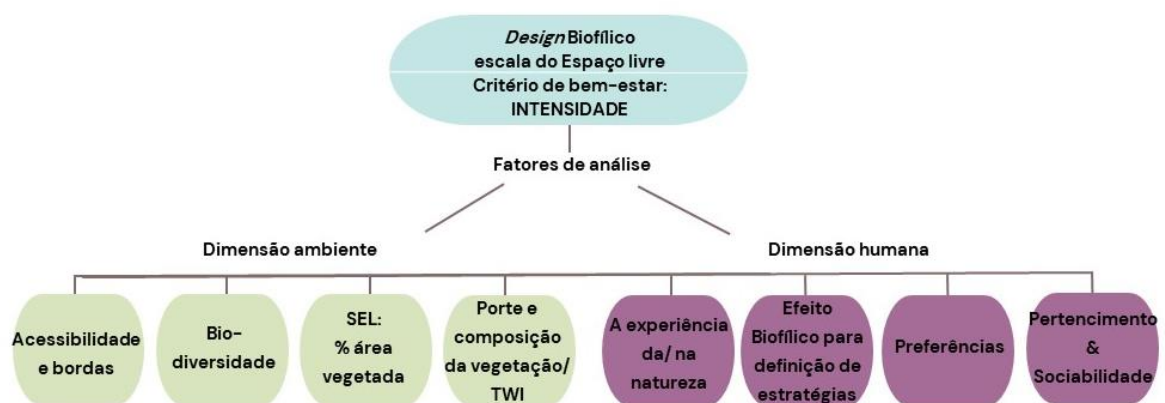 Design Biofílico
escala do Espaço livre
Critério de bem-estar:
INTENSIDADE
Fatores de análise
Dimensão ambiente
Dimensão humana
Acessibilidade
e bordas
Bio-
diversidade
SEL:
% área
vegetada
Porte e
composição
da vegetação/
TWI
A experiência
da/ na
natureza
Efeito
Biofílico para
definição de
estratégias
Preferências
Pertencimento
&
Sociabilidade